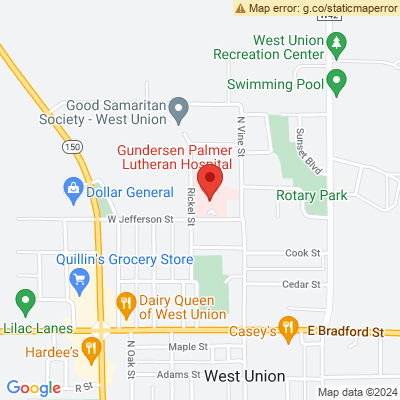 Map error: g.co/staticmaperror
W42
West Union
Recreation Center
Swimming Pool
Good Samaritan
Society - West Union
N Vine St
Sunset Blvd
150
Gundersen Palmer
Lutheran Hospital
Dollar General
Rickel St
Rotary Park
W Jefferson St
Quillin's Grocery Store
Cook St
Cedar St
Dairy Queen
of West Union
Lilac Lanes
Casey's
E Bradford St
Hardee's
N Oak St
Maple St
Adams St
West Union
R St
Google
Map data ©2024